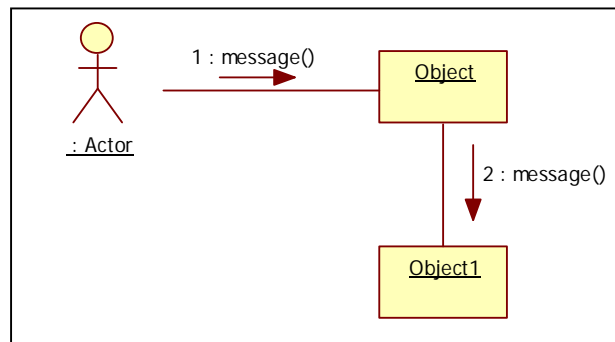 1 : message()
Object
: Actor
2 : message()
Object1